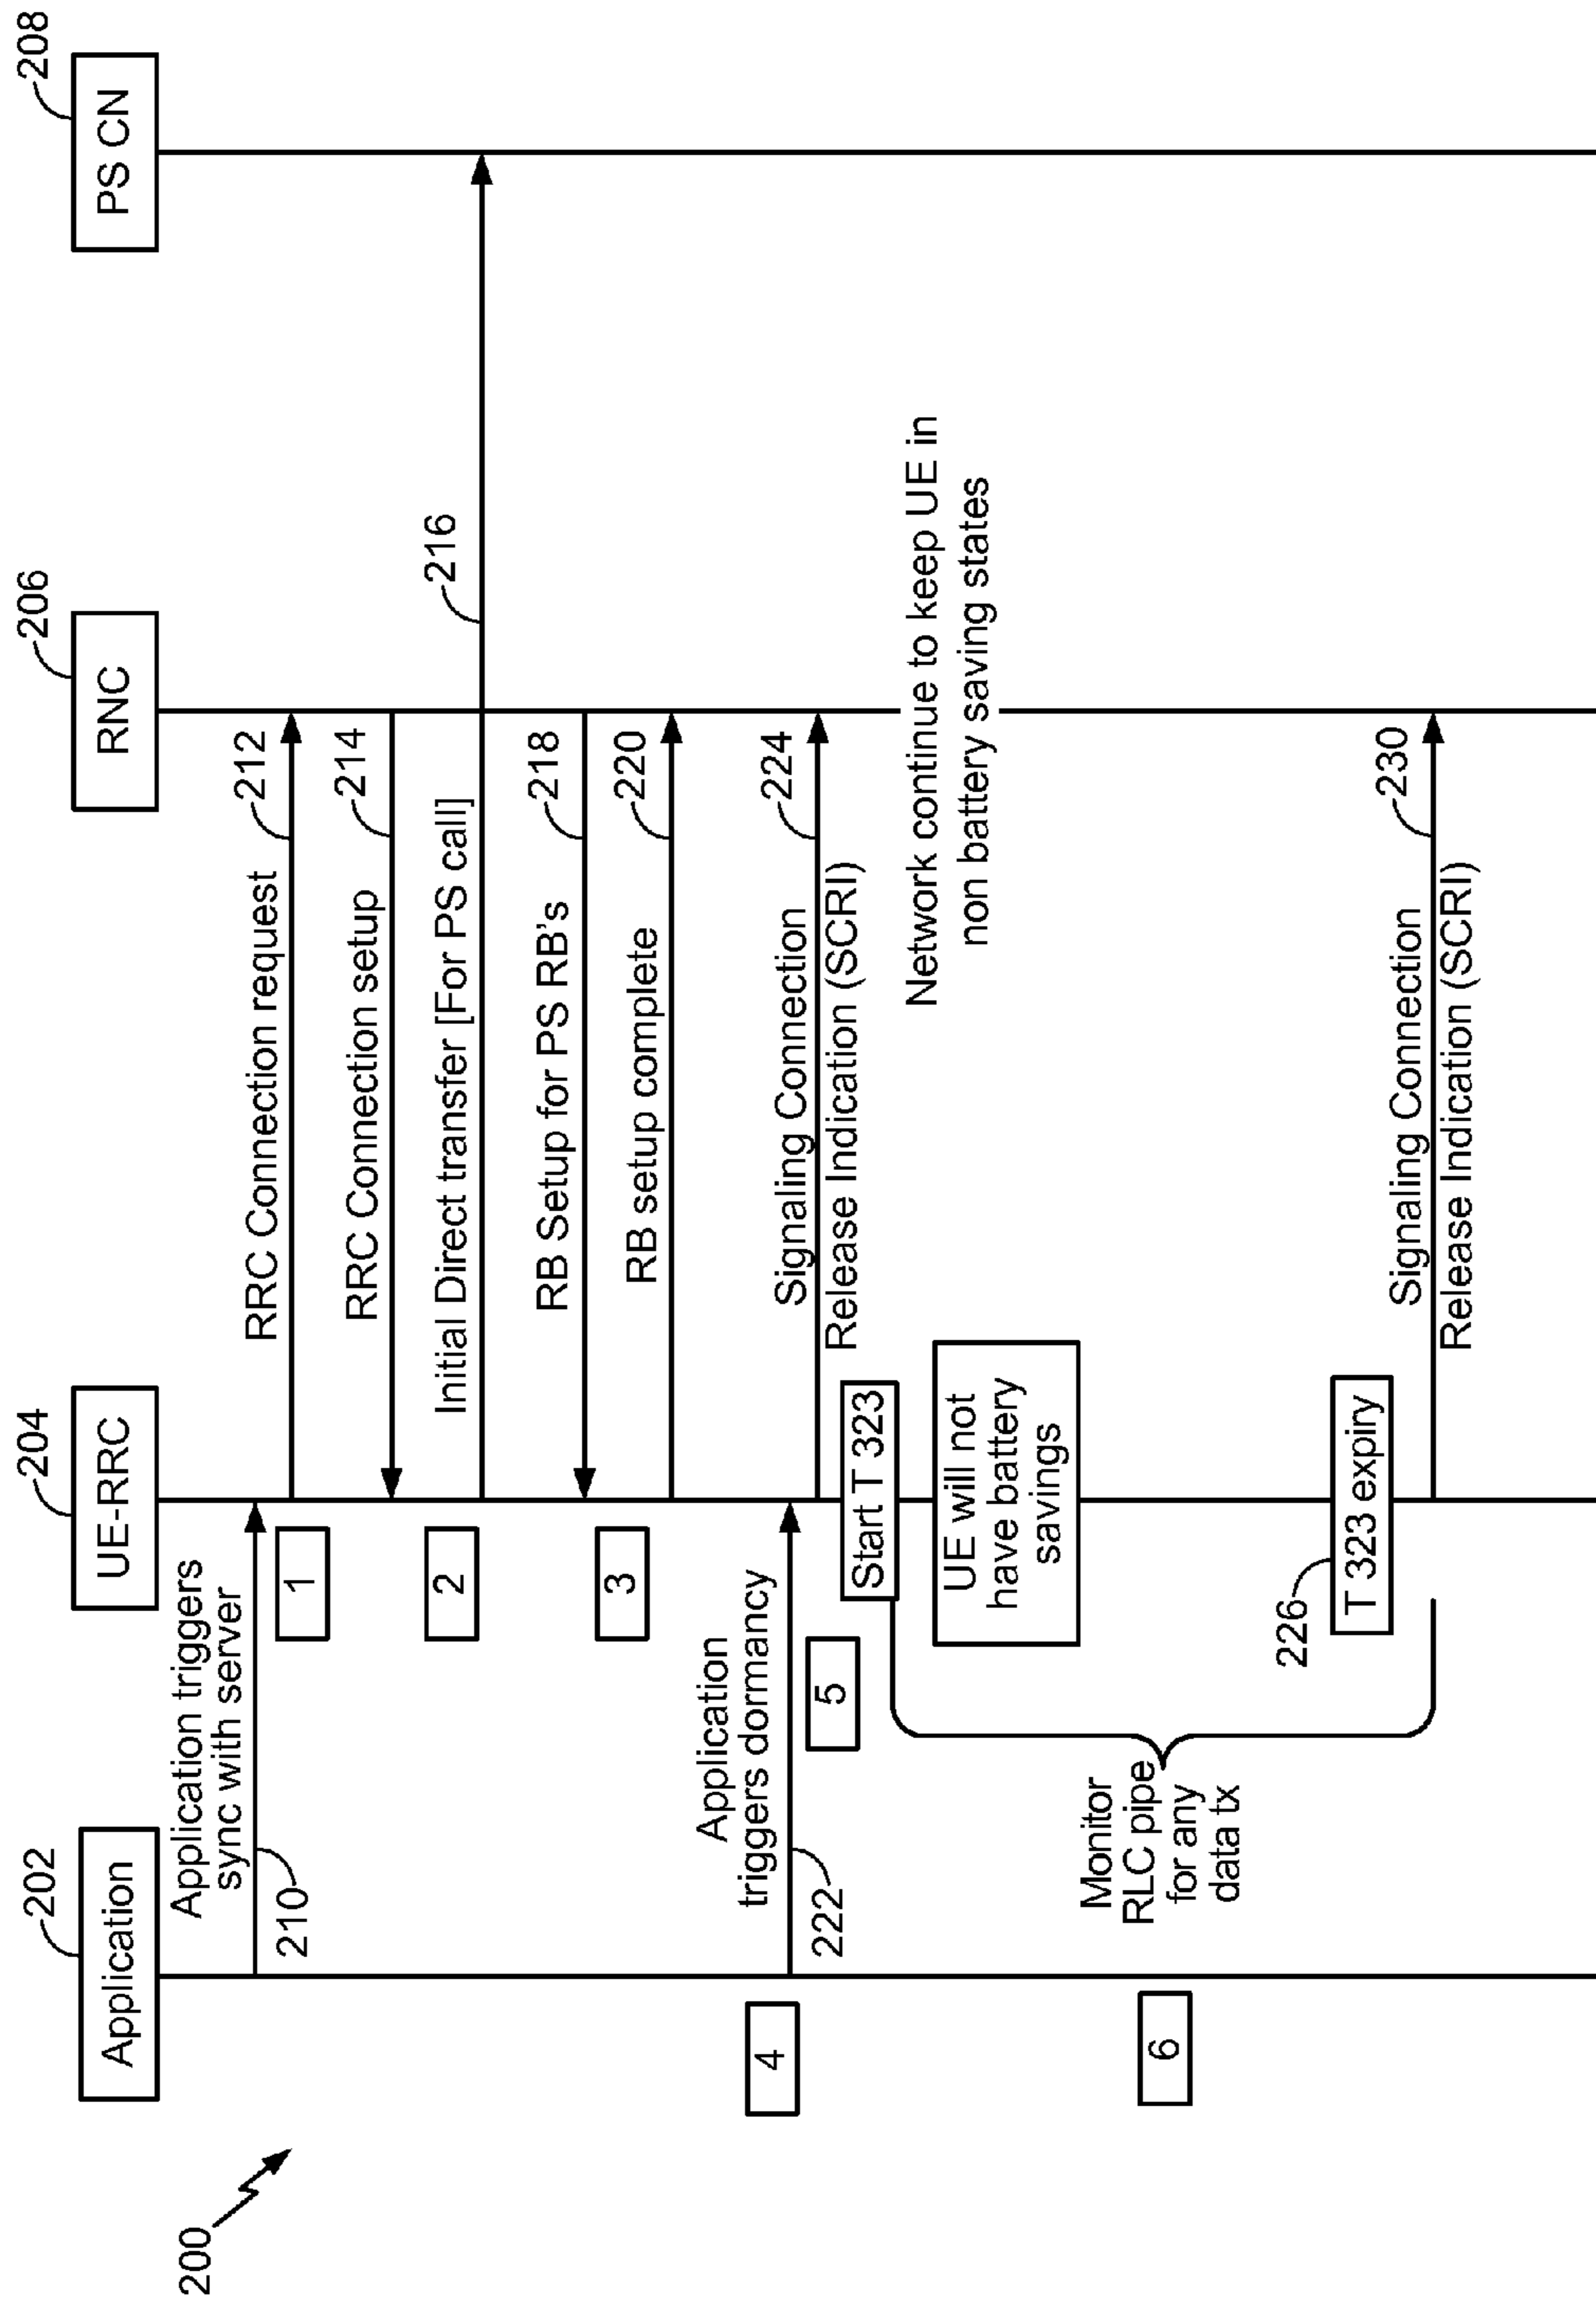 200
202
204
206
208
Application
UE-RRC
RNC
PS CN
Application triggers
sync with server
210
1
RRC Connection request
212
RRC Connection setup
214
2
Initial Direct transfer [For PS call]
216
RB Setup for PS RB's
218
3
RB setup complete
220
4
Application
triggers dormancy
222
5
Signaling Connection
Release Indication (SCRI)
224
Start T 323
UE will not
have battery
savings
Network continue to keep UE in
non battery saving states
6
Monitor
RLC pipe
for any
data tx
226
T 323 expiry
Signaling Connection
Release Indication (SCRI)
230